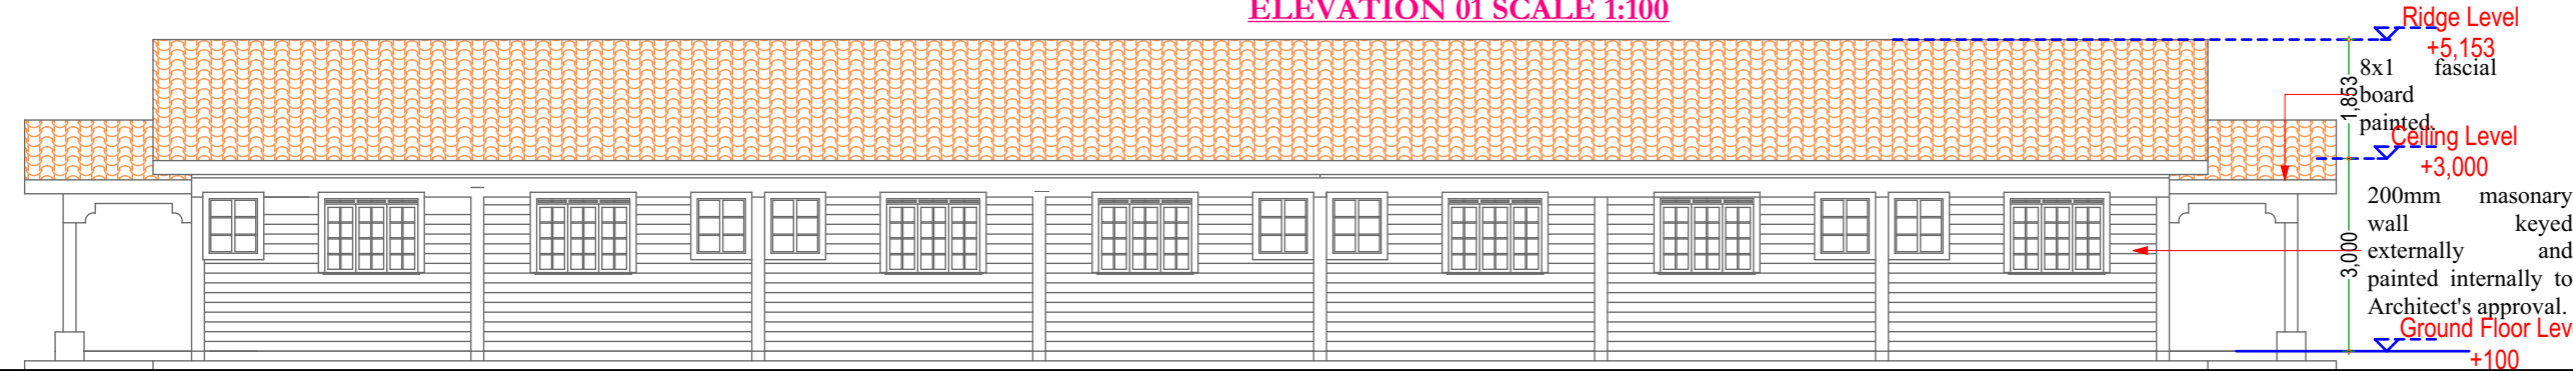 ELEVATION 01 SCALE 1:100
Ridge Level
+5,153
8x1 fascial
board
painted.
1,853
Ceiling Level
+3,000
200mm masonary
wall keyed
externally and
painted internally to
Architect's approval.
3,000
Ground Floor Lev
+100